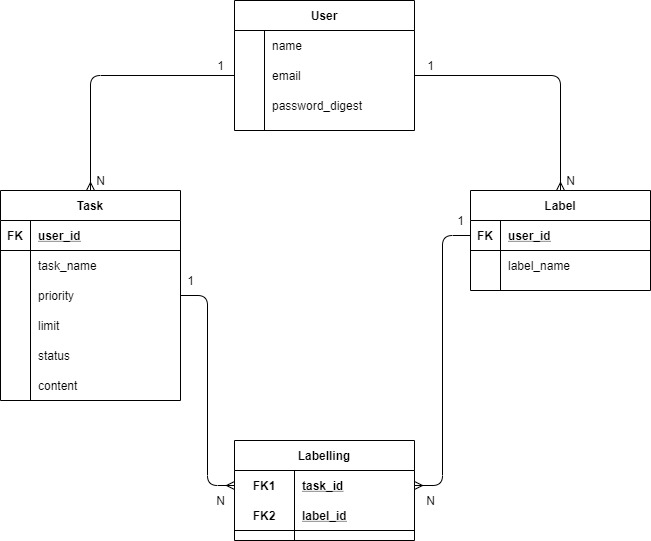 User
name
email
password_digest
1
1
N
N
Task
FK user_id
task_name
priority
limit
status
content
Label
FK user_id
label_name
1
1
Labelling
FK1 task_id
FK2 label_id
N
N